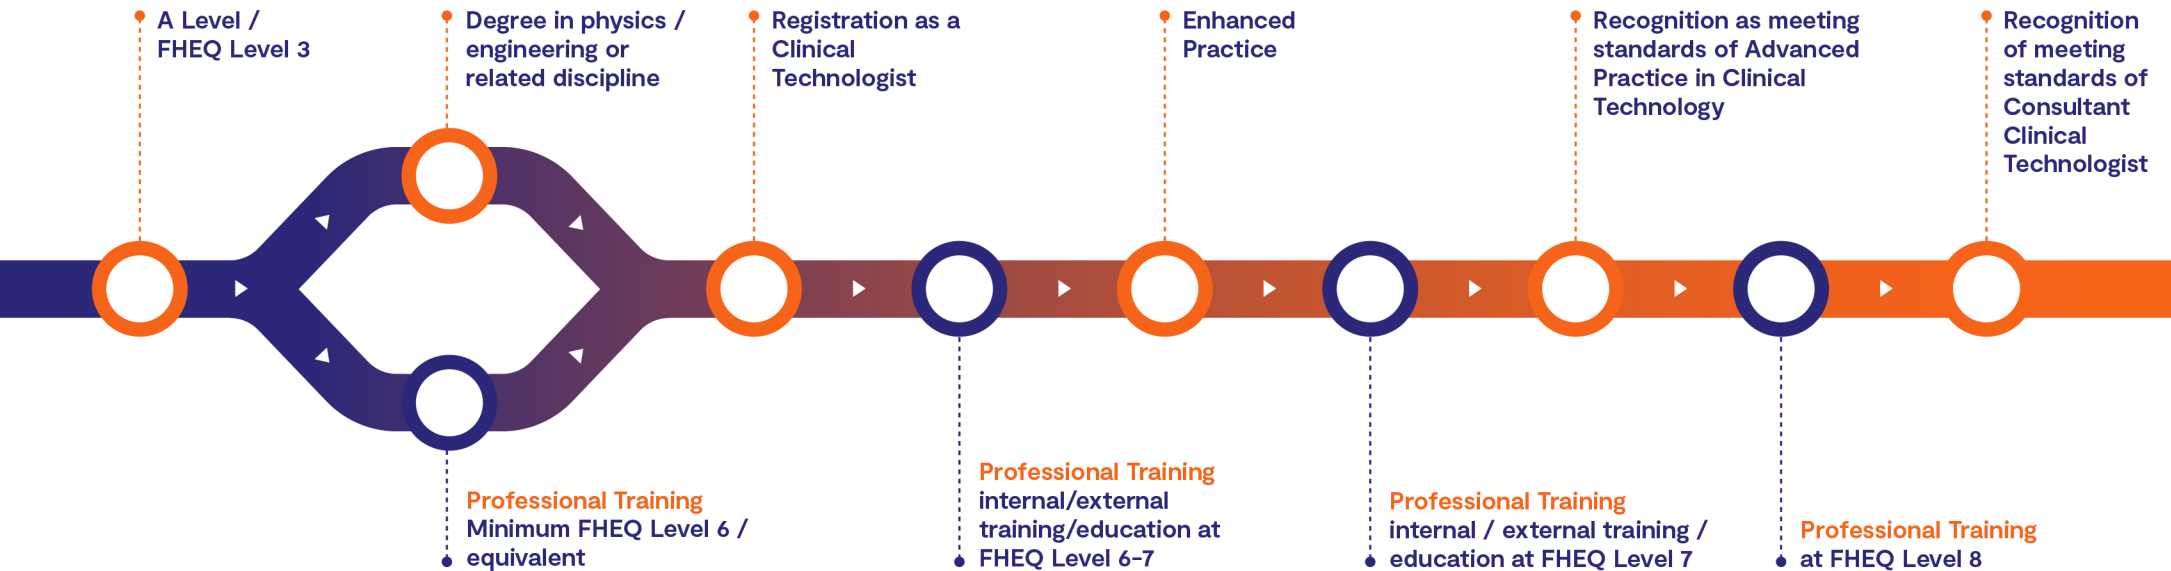 A Level /
FHEQ Level 3
Degree in physics /
engineering or
related discipline
Registration as a
Clinical
Technologist
Enhanced
Practice
Recognition as meeting
standards of Advanced
Practice in Clinical
Technology
Recognition
of meeting
standards of
Consultant
Clinical
Technologist
Professional Training
Minimum FHEQ Level 6 /
equivalent
Professional Training
internal/external
training/education at
FHEQ Level 6-7
Professional Training
internal / external training /
education at FHEQ Level 7
Professional Training
at FHEQ Level 8